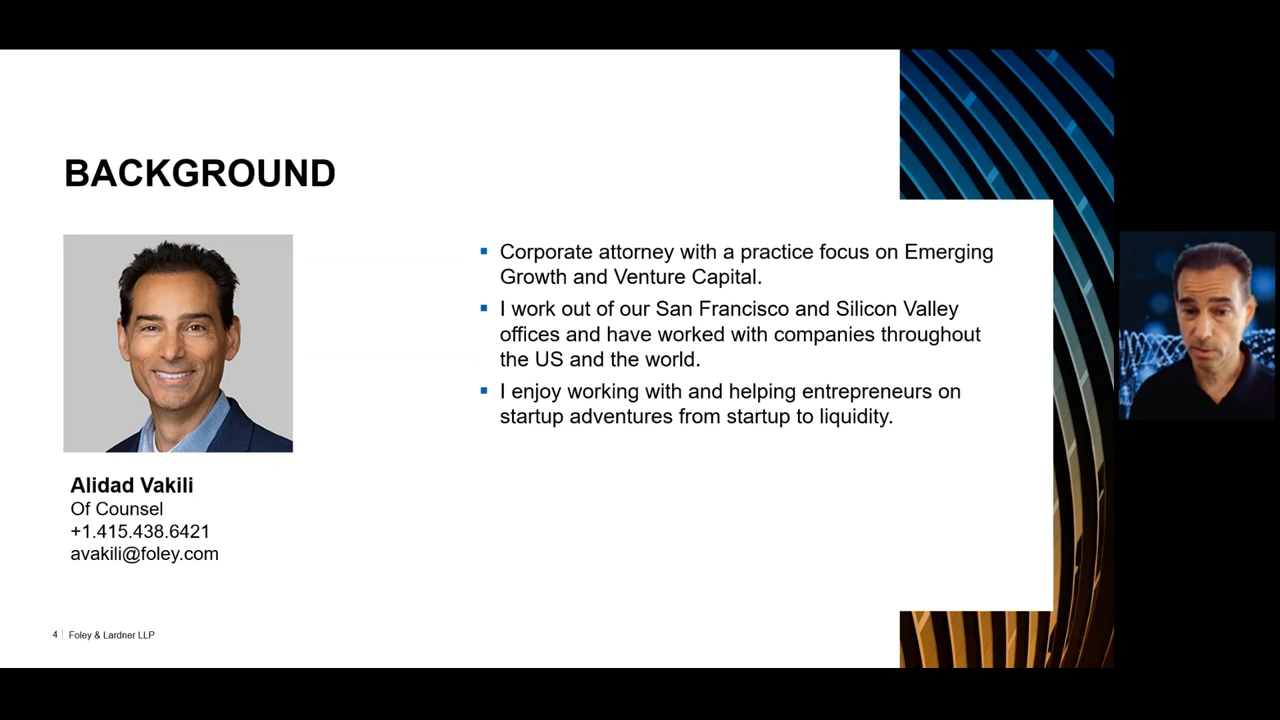 BACKGROUND
Corporate attorney with a practice focus on Emerging
Growth and Venture Capital.
I work out of our San Francisco and Silicon Valley
offices and have worked with companies throughout
the US and the world.
I enjoy working with and helping entrepreneurs on
startup adventures from startup to liquidity.
Alidad Vakili
Of Counsel
+1.415.438.6421
avakili@foley.com
4 | Foley & Lardner LLP